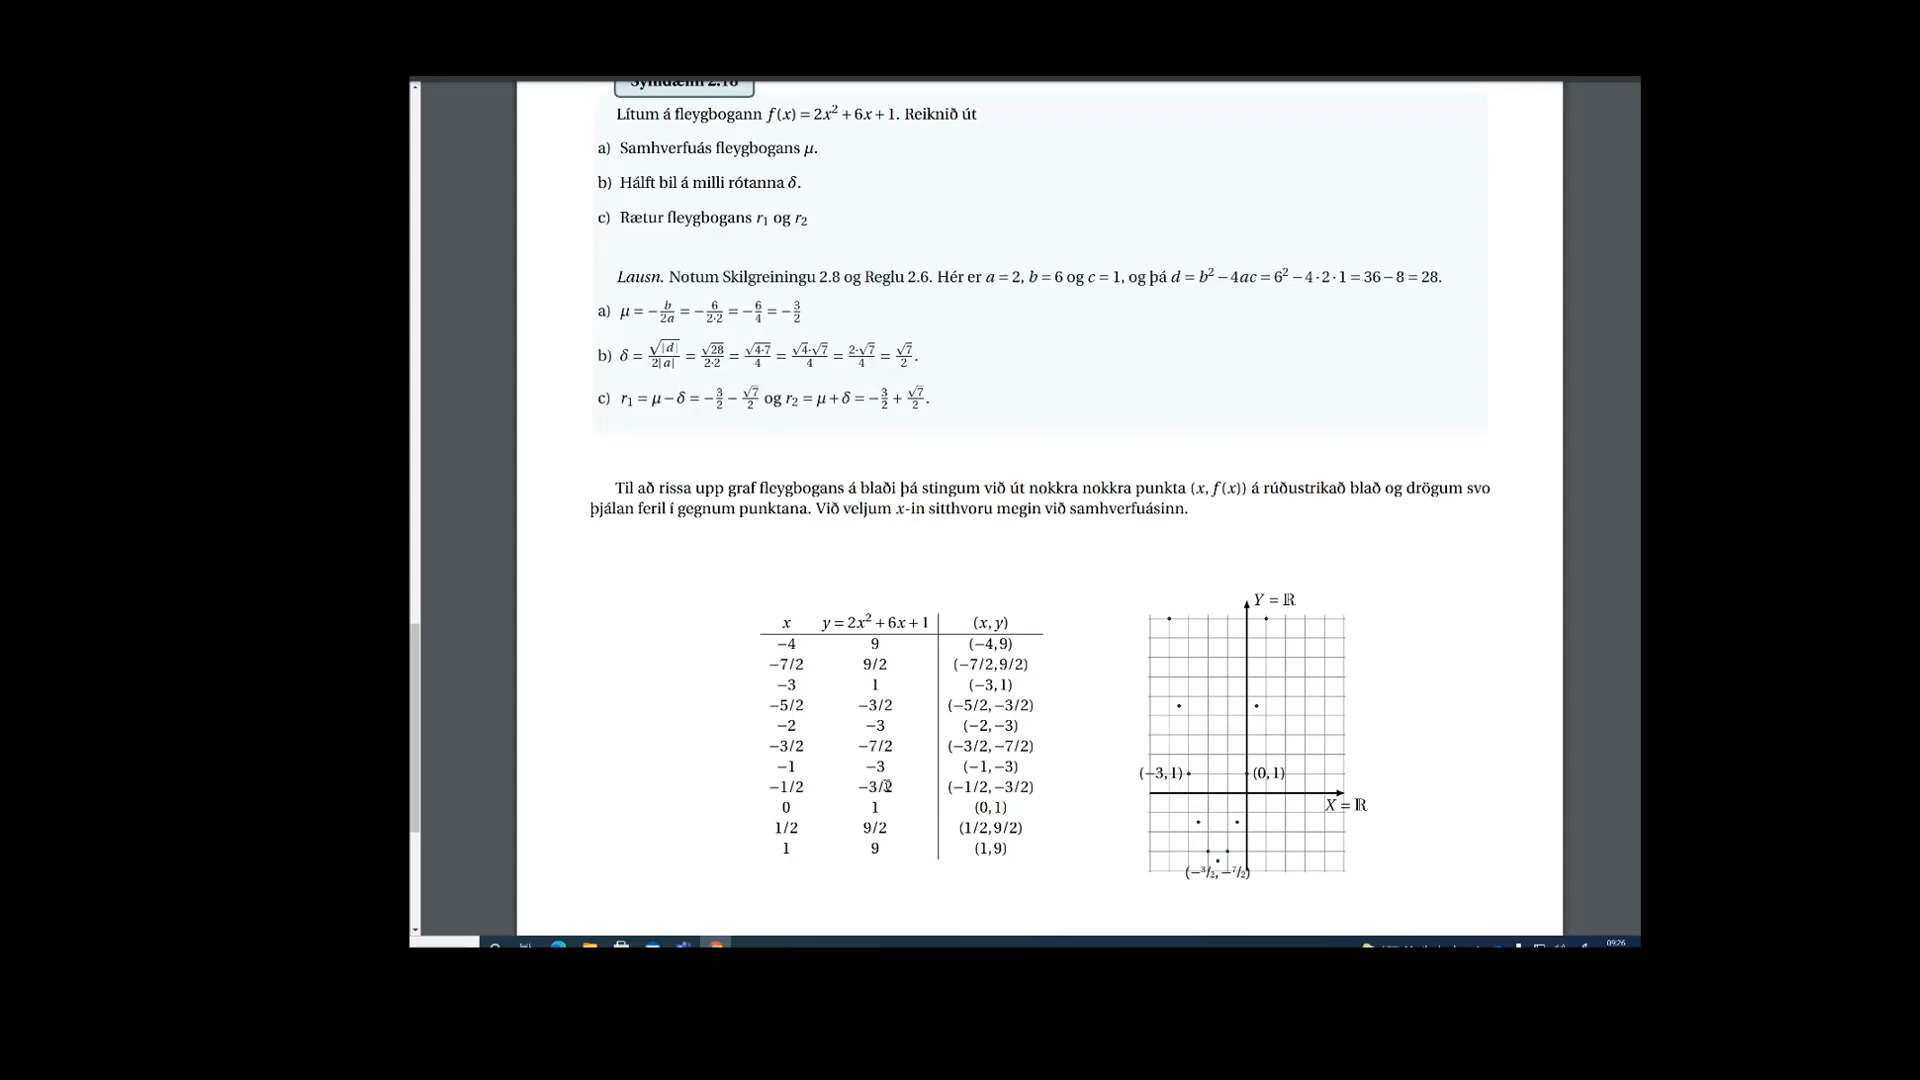 Sýnidæmi 2.18
Lítum á fleygbogann f(x) = 2x² + 6x + 1. Reiknið út
a) Samhverfuás fleygbogans μ.
b) Hálft bil á milli rótanna δ.
c) Rætur fleygbogans r₁ og r₂
Lausn. Notum Skilgreiningu 2.8 og Reglu 2.6. Hér er a = 2, b = 6 og c = 1, og þá d = b² − 4ac = 6² − 4·2·1 = 36 − 8 = 28.
a) μ = −b/2a = −6/2·2 = −6/4 = −3/2
b) δ = √|d|/2|a| = √28/2·2 = √4·7/4 = √4·√7/4 = 2·√7/4 = √7/2.
c) r₁ = μ − δ = −3/2 − √7/2 og r₂ = μ + δ = −3/2 + √7/2.
Til að rissa upp graf fleygbogans á blaði þá stingum við út nokkra nokkra punkta (x, f(x)) á rúðustrikað blað og drögum svo
þjálan feril í gegnum punktana. Við veljum x-in sitthvoru megin við samhverfuásinn.
x y = 2x² + 6x + 1 (x, y)
−4 9 (−4,9)
−7/2 9/2 (−7/2,9/2)
−3 1 (−3,1)
−5/2 −3/2 (−5/2,−3/2)
−2 −3 (−2,−3)
−3/2 −7/2 (−3/2,−7/2)
−1 −3 (−1,−3)
−1/2 −3/2 (−1/2,−3/2)
0 1 (0,1)
1/2 9/2 (1/2,9/2)
1 9 (1,9)
Y = ℝ
(−3,1)
(0,1)
X = ℝ
(−3/2, −7/2)
09:26